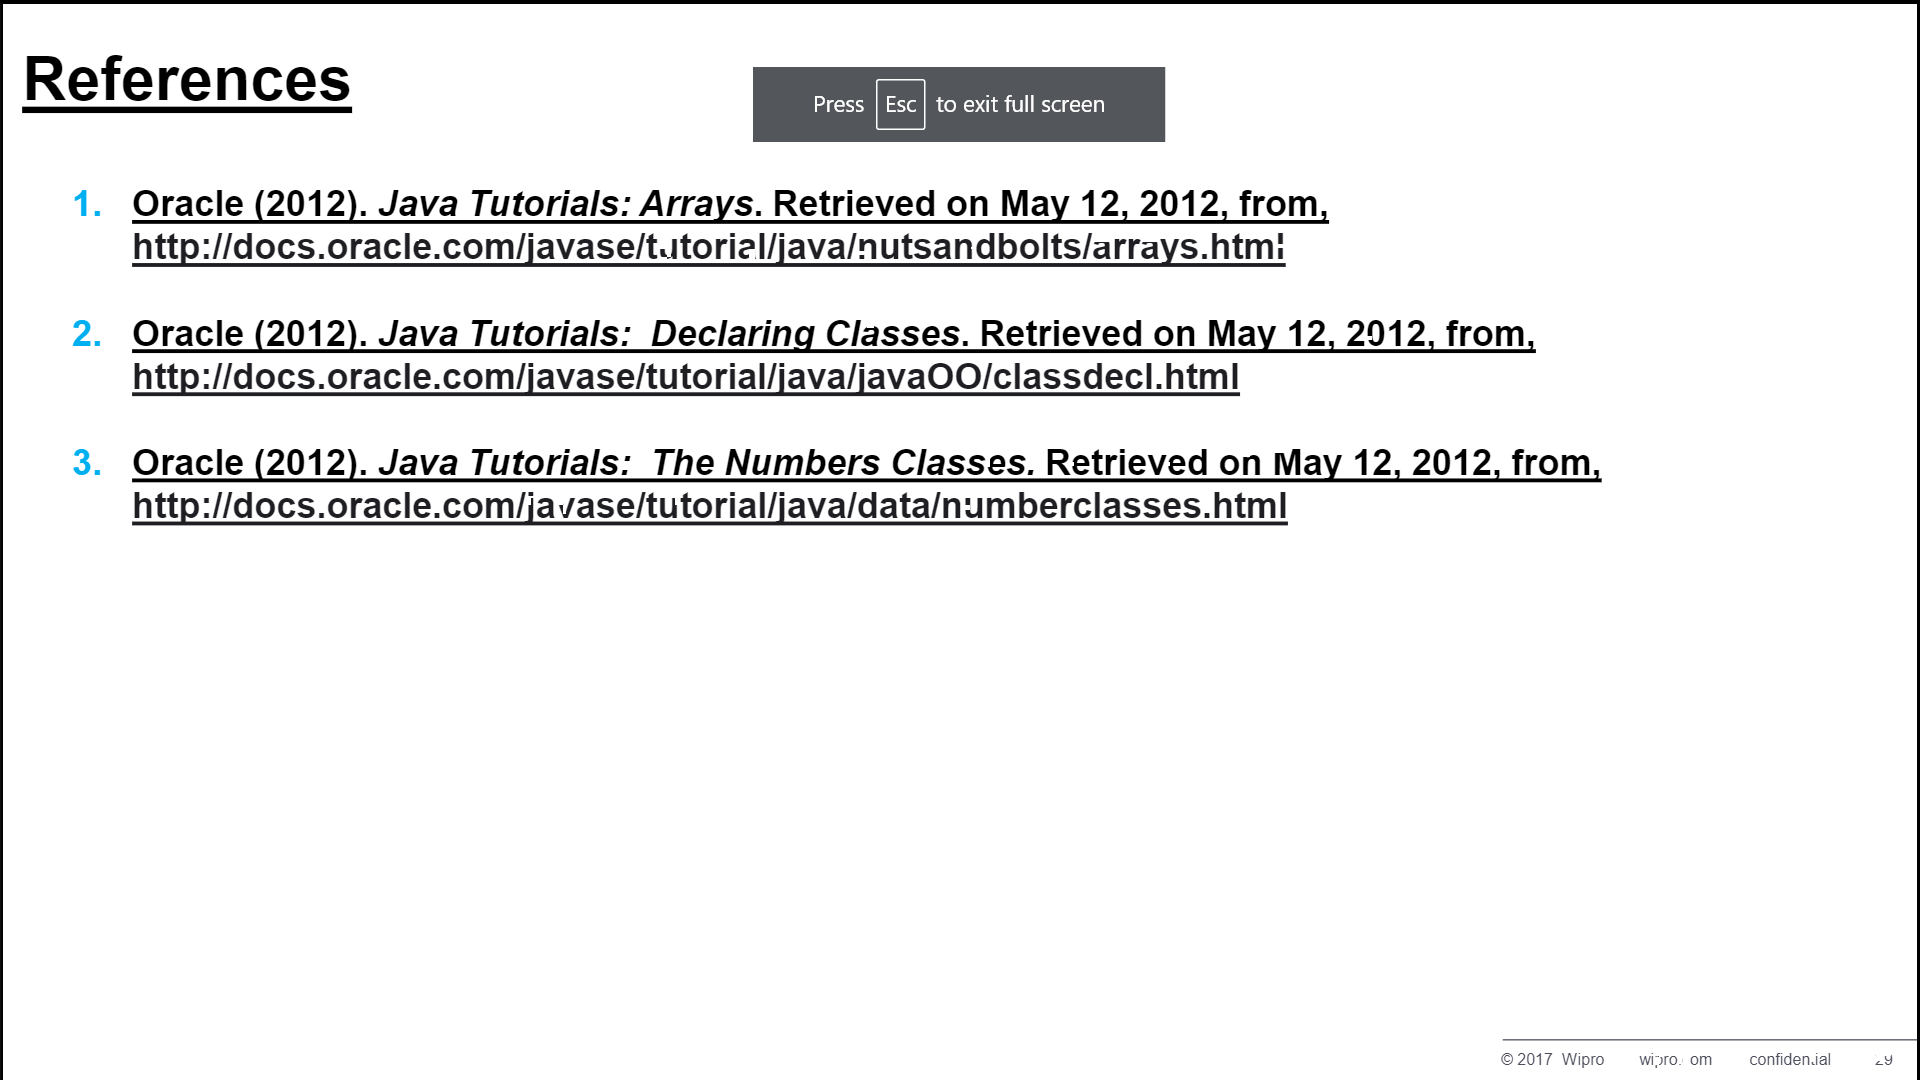 References
Press Esc to exit full screen
1. Oracle (2012). Java Tutorials: Arrays. Retrieved on May 12, 2012, from,
http://docs.oracle.com/javase/tutorial/java/nutsandbolts/arrays.html
2. Oracle (2012). Java Tutorials:  Declaring Classes. Retrieved on May 12, 2012, from,
http://docs.oracle.com/javase/tutorial/java/javaOO/classdecl.html
3. Oracle (2012). Java Tutorials:  The Numbers Classes. Retrieved on May 12, 2012, from,
http://docs.oracle.com/javase/tutorial/java/data/numberclasses.html
© 2017 Wipro wipro.com confidential 29